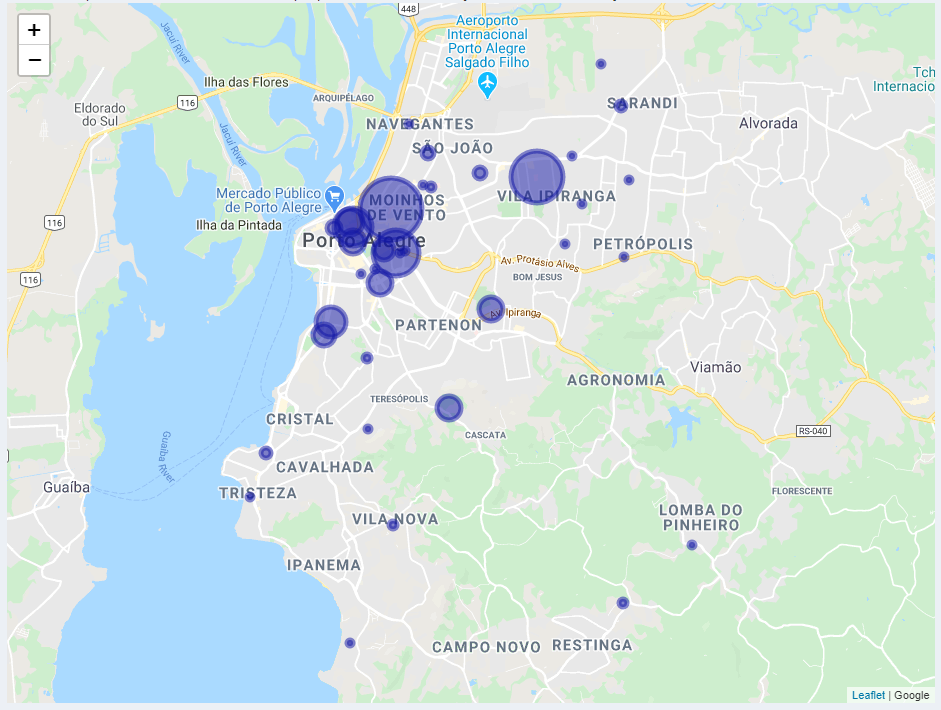 +
−
448
Aeroporto
Internacional
Porto Alegre
Salgado Filho
Jacuí River
Ilha das Flores
116
ARQUIPÉLAGO
Eldorado
do Sul
Tch
Internacio
SARANDI
Alvorada
NAVEGANTES
SÃO JOÃO
Jacuí River
Mercado Público
de Porto Alegre
MOINHOS
DE VENTO
VILA IPIRANGA
116
Ilha da Pintada
Porto Alegre
PETRÓPOLIS
Av. Protásio Alves
BOM JESUS
116
Av. Ipiranga
PARTENON
Viamão
AGRONOMIA
TERESÓPOLIS
CRISTAL
CASCATA
RS-040
Guaíba River
CAVALHADA
Guaíba
TRISTEZA
FLORESCENTE
VILA NOVA
LOMBA DO
PINHEIRO
IPANEMA
CAMPO NOVO
RESTINGA
Leaflet | Google